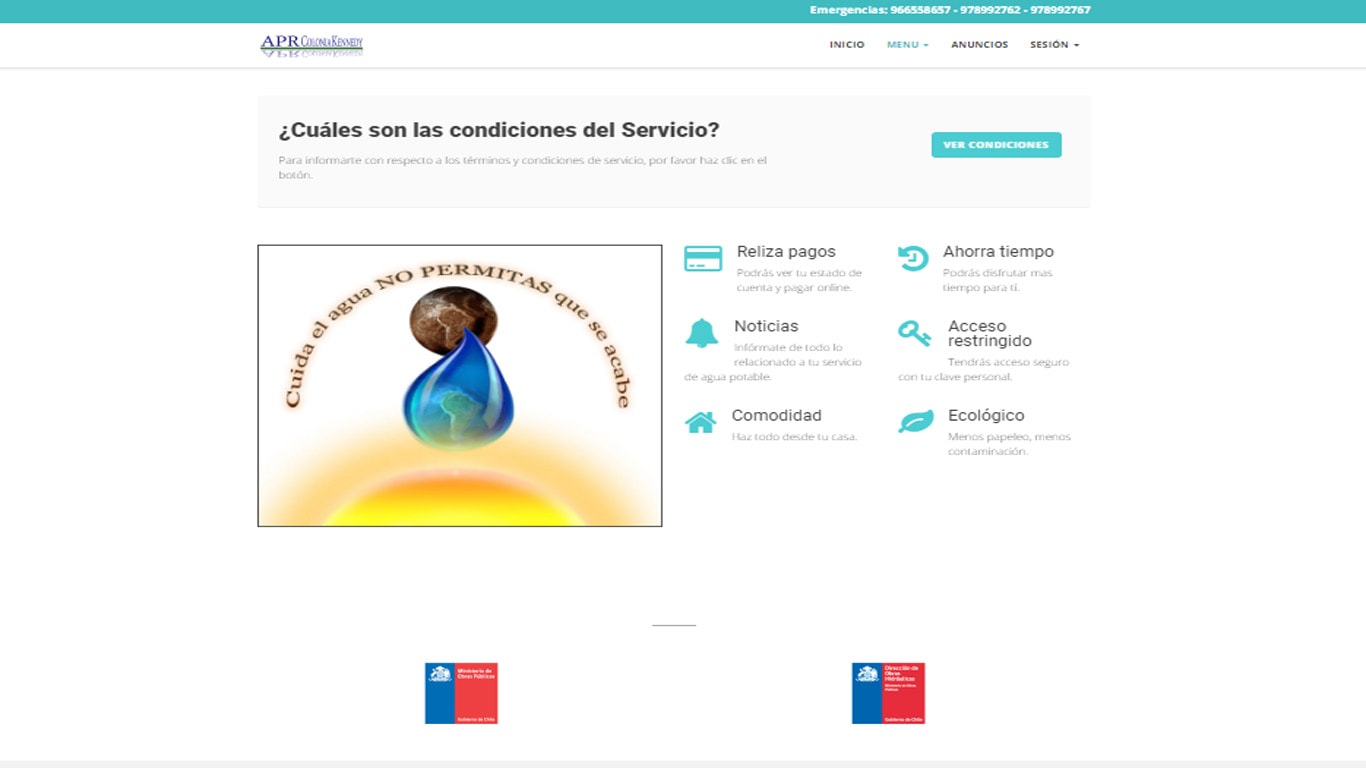 Emergencias: 966558657 - 978992762 - 978992767
APR COLONIA KENNEDY
INICIO MENU ANUNCIOS SESIÓN
¿Cuáles son las condiciones del Servicio?
Para informarte con respecto a los términos y condiciones de servicio, por favor haz clic en el
botón.
VER CONDICIONES
Cuida el agua NO PERMITAS que se acabe
Reliza pagos
Podrás ver tu estado de
cuenta y pagar online.
Ahorra tiempo
Podrás disfrutar mas
tiempo para tí.
Noticias
Infórmate de todo lo
relacionado a tu servicio
de agua potable.
Acceso
restringido
Tendrás acceso seguro
con tu clave personal.
Comodidad
Haz todo desde tu casa.
Ecológico
Menos papeleo, menos
contaminación.
Ministerio de
Obras Públicas
Gobierno de Chile
Dirección de
Obras
Hidráulicas
Ministerio de Obras
Públicas
Gobierno de Chile